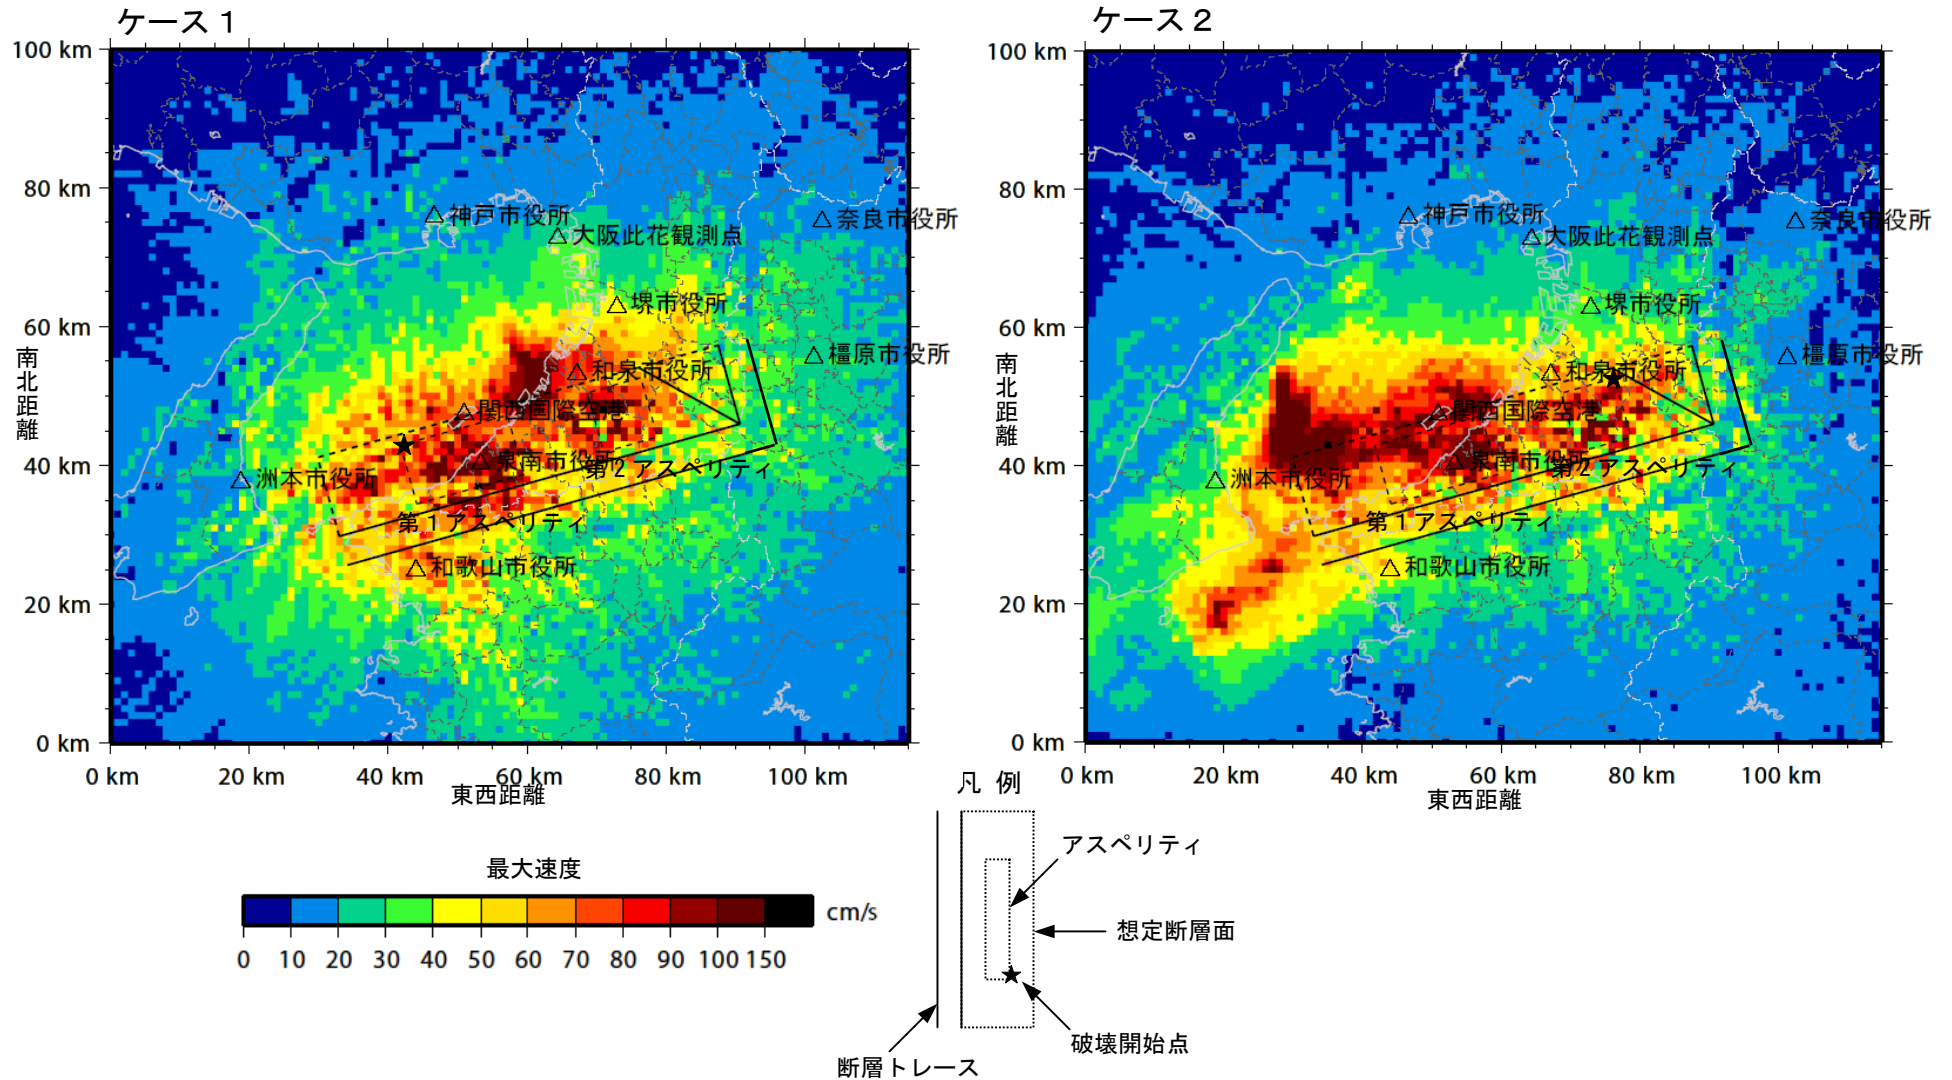 ケース１
100 km
80 km
60 km
40 km
20 km
0 km
南北距離
0 km
20 km
40 km
60 km
80 km
100 km
東西距離
神戸市役所
大阪此花観測点
奈良市役所
堺市役所
橿原市役所
和泉市役所
関西国際空港
泉南市役所
第２アスペリティ
洲本市役所
第１アスペリティ
和歌山市役所
ケース２
100 km
80 km
60 km
40 km
20 km
0 km
南北距離
0 km
20 km
40 km
60 km
80 km
100 km
東西距離
神戸市役所
大阪此花観測点
奈良市役所
堺市役所
橿原市役所
和泉市役所
関西国際空港
泉南市役所
第２アスペリティ
洲本市役所
第１アスペリティ
和歌山市役所
凡 例
アスペリティ
想定断層面
破壊開始点
断層トレース
最大速度
cm/s
0 10 20 30 40 50 60 70 80 90 100 150